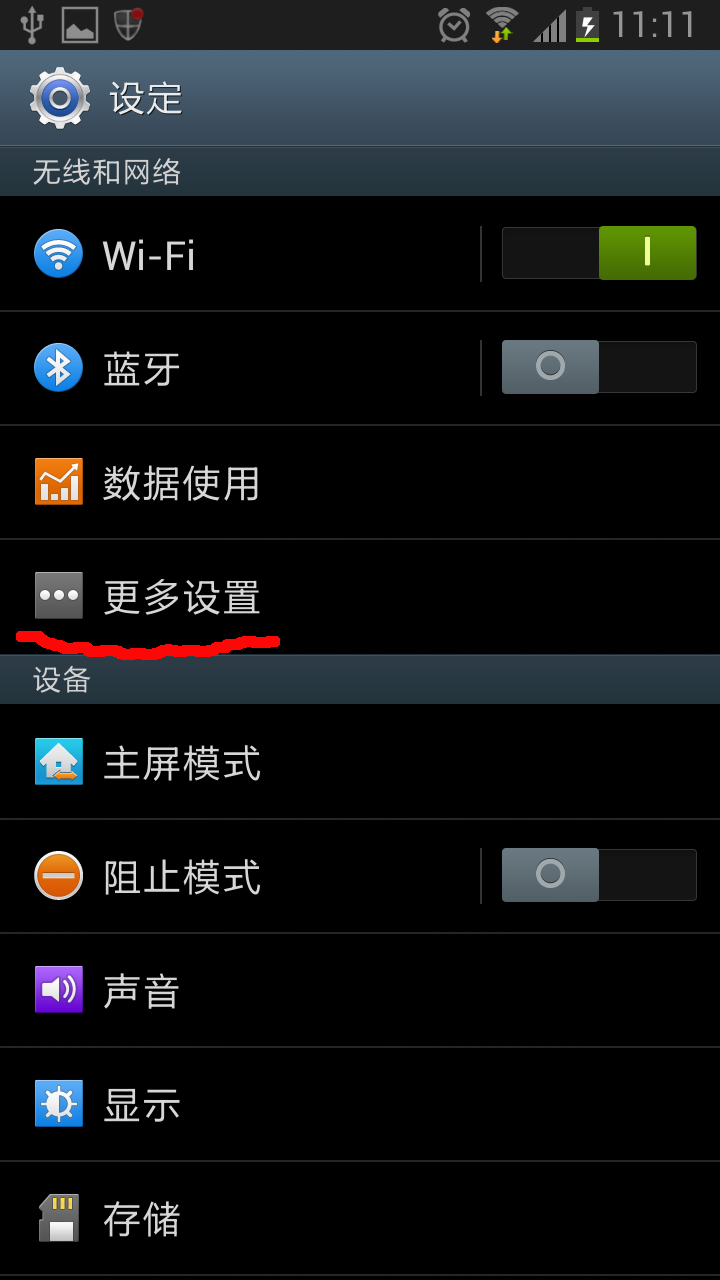 11:11
设定
无线和网络
Wi-Fi
蓝牙
数据使用
更多设置
设备
主屏模式
阻止模式
声音
显示
存储